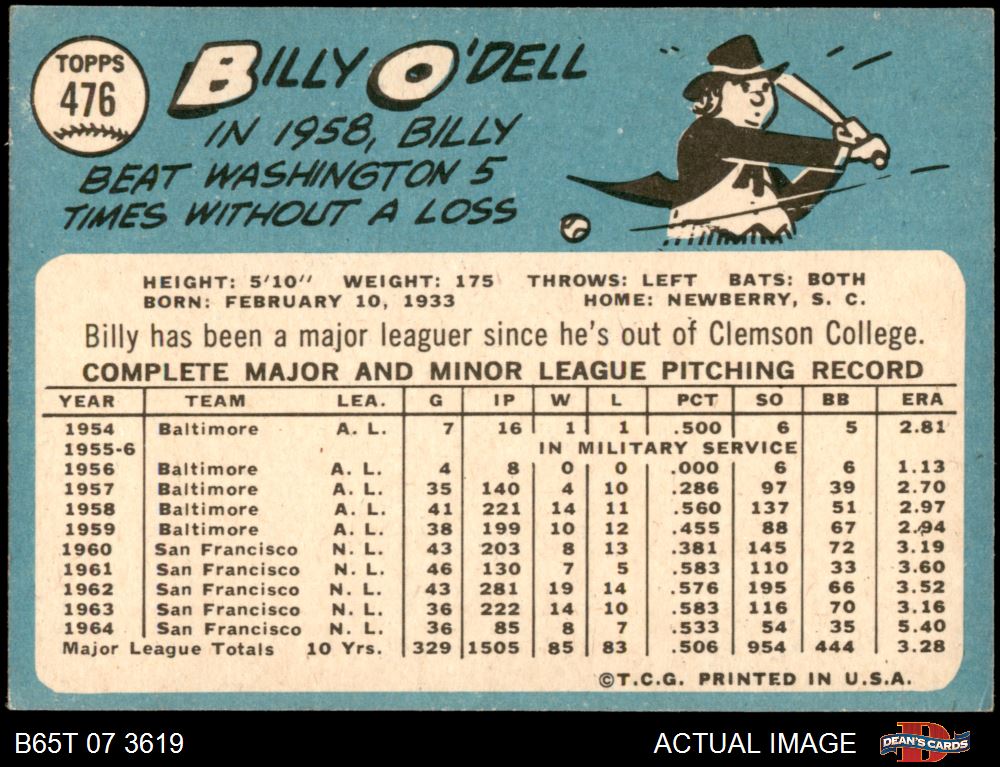 TOPPS
476
BILLY O'DELL
IN 1958, BILLY
BEAT WASHINGTON 5
TIMES WITHOUT A LOSS
HEIGHT: 5'10" WEIGHT: 175 THROWS: LEFT BATS: BOTH
BORN: FEBRUARY 10, 1933 HOME: NEWBERRY, S. C.
Billy has been a major leaguer since he's out of Clemson College.
COMPLETE MAJOR AND MINOR LEAGUE PITCHING RECORD
YEAR TEAM LEA. G IP W L PCT SO BB ERA
1954 Baltimore A. L. 7 16 1 1 .500 6 5 2.81
1955-6 IN MILITARY SERVICE
1956 Baltimore A. L. 4 8 0 0 .000 6 6 1.13
1957 Baltimore A. L. 35 140 4 10 .286 97 39 2.70
1958 Baltimore A. L. 41 221 14 11 .560 137 51 2.97
1959 Baltimore A. L. 38 199 10 12 .455 88 67 2.94
1960 San Francisco N. L. 43 203 8 13 .381 145 72 3.19
1961 San Francisco N. L. 46 130 7 5 .583 110 33 3.60
1962 San Francisco N. L. 43 281 19 14 .576 195 66 3.52
1963 San Francisco N. L. 36 222 14 10 .583 116 70 3.16
1964 San Francisco N. L. 36 85 8 7 .533 54 35 5.40
Major League Totals 10 Yrs. 329 1505 85 83 .506 954 444 3.28
©T.C.G. PRINTED IN U.S.A.
B65T 07 3619 ACTUAL IMAGE DEAN'S CARDS